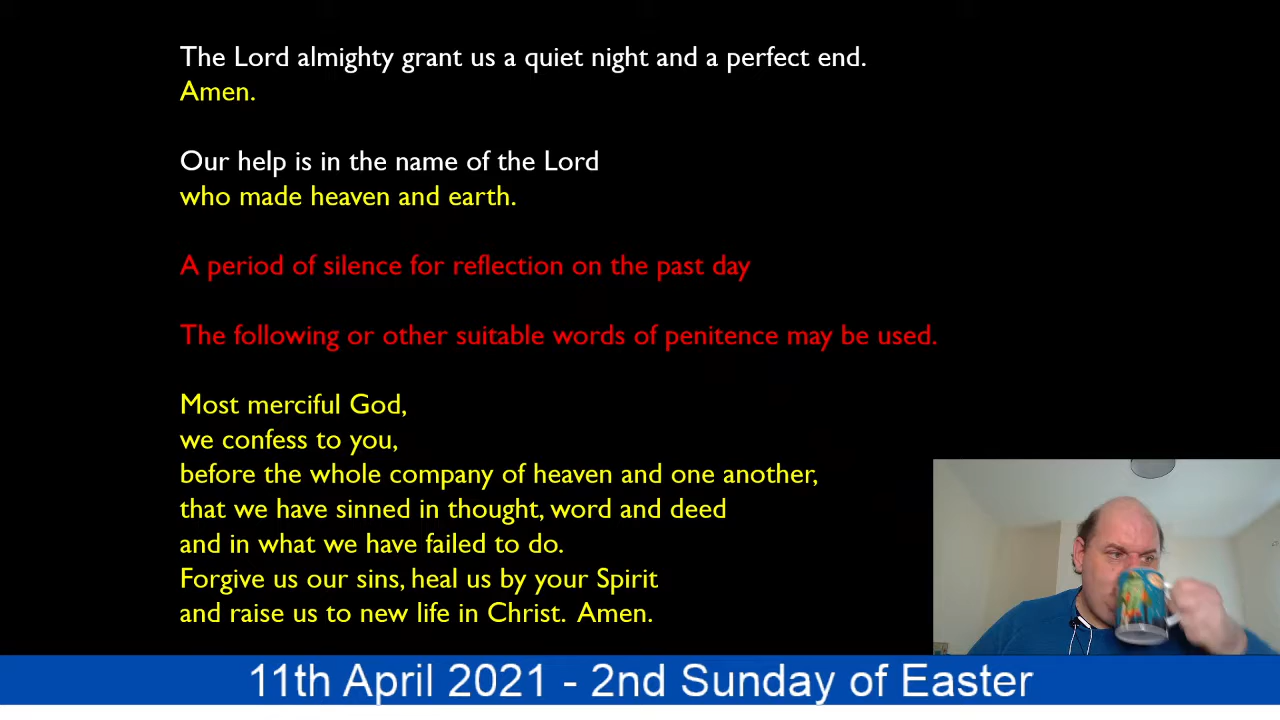 The Lord almighty grant us a quiet night and a perfect end.
Amen.
Our help is in the name of the Lord
who made heaven and earth.
A period of silence for reflection on the past day
The following or other suitable words of penitence may be used.
Most merciful God,
we confess to you,
before the whole company of heaven and one another,
that we have sinned in thought, word and deed
and in what we have failed to do.
Forgive us our sins, heal us by your Spirit
and raise us to new life in Christ. Amen.
11th April 2021 - 2nd Sunday of Easter